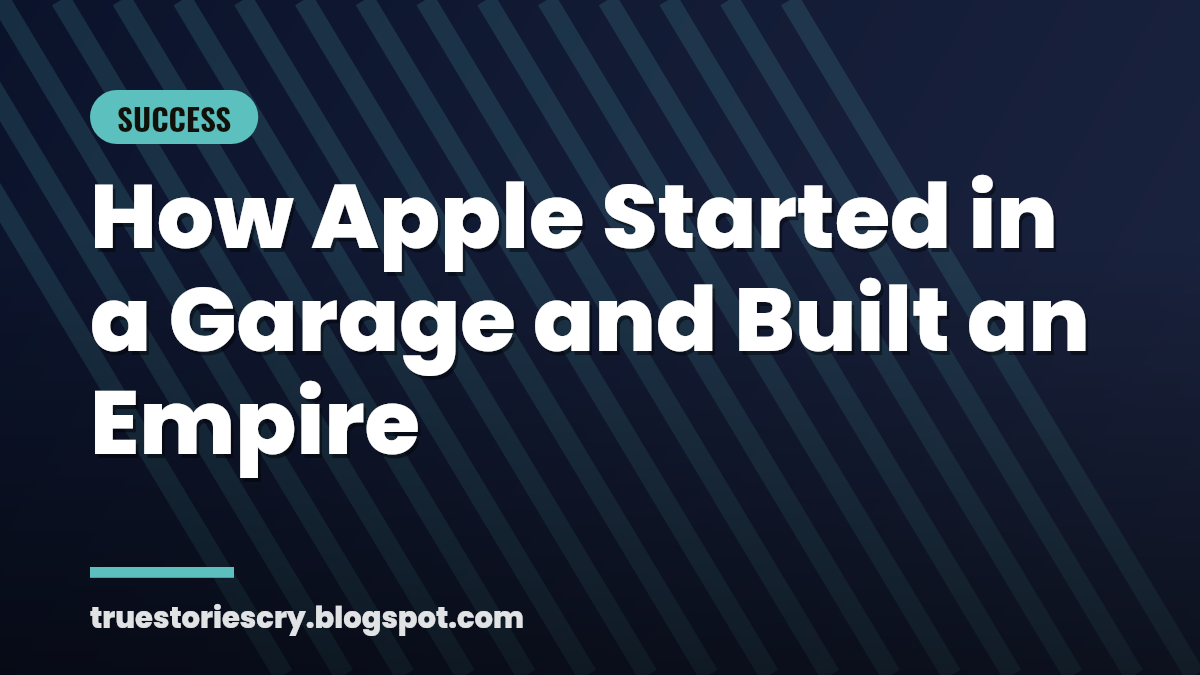 SUCCESS
How Apple Started in
a Garage and Built an
Empire
truestoriescry.blogspot.com